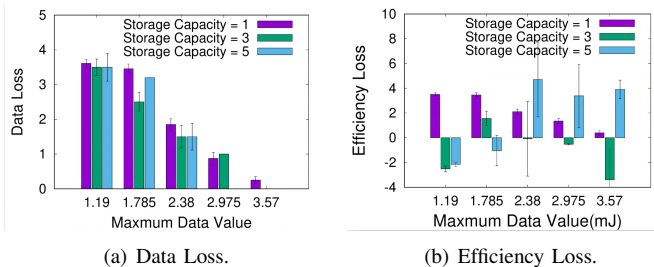 Storage Capacity = 1
Storage Capacity = 3
Storage Capacity = 5
Data Loss
5
4
3
2
1
0
1.19 1.785 2.38 2.975 3.57
Maxmum Data Value
(a) Data Loss.
Storage Capacity = 1
Storage Capacity = 3
Storage Capacity = 5
Efficiency Loss
10
8
6
4
2
0
-2
-4
1.19 1.785 2.38 2.975 3.57
Maxmum Data Value(mJ)
(b) Efficiency Loss.